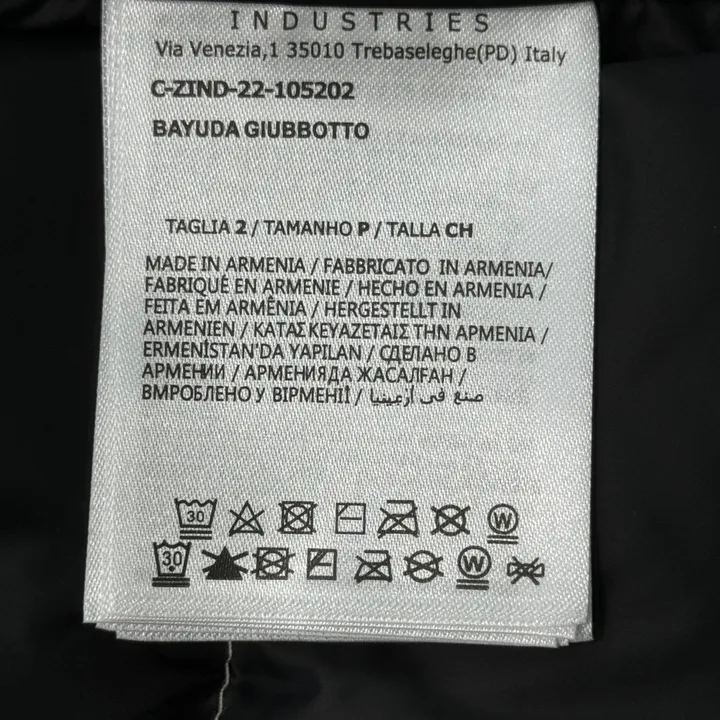 INDUSTRIES
Via Venezia,1 35010 Trebaseleghe(PD) Italy
C-ZIND-22-105202
BAYUDA GIUBBOTTO
TAGLIA 2 / TAMANHO P / TALLA CH
MADE IN ARMENIA / FABBRICATO IN ARMENIA/
FABRIQUÉ EN ARMENIE / HECHO EN ARMENIA /
FEITA EM ARMÊNIA / HERGESTELLT IN
ARMENIEN / ΚΑΤΑΣΚΕΥΑΖΕΤΑΙΣ ΤΗΝ ΑΡΜΕΝΙΑ /
ERMENİSTAN'DA YAPILAN / СДЕЛАНО В
АРМЕНИИ / АРМЕНИЯДА ЖАСАЛҒАН /
ВМРОБЛЕНО У ВІРМЕНІЇ / صنع في أرمينيا
30 W
30 W